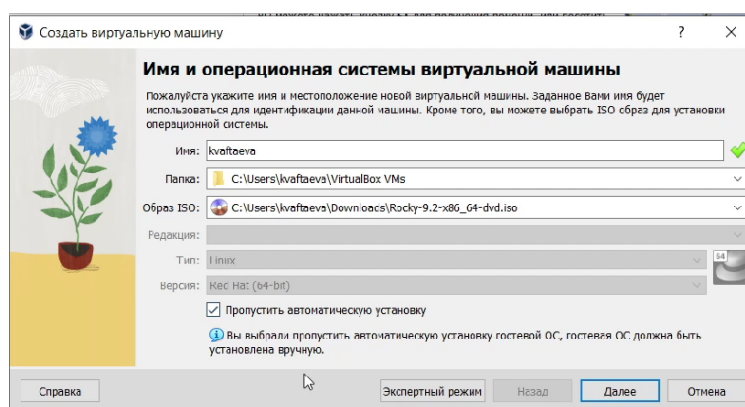 Создать виртуальную машину
?
Имя и операционная системы виртуальной машины
Пожалуйста укажите имя и местоположение новой виртуальной машины. Заданное Вами имя будет
использоваться для идентификации данной машины. Кроме того, вы можете выбрать ISO образ для установки
операционной системы.
Имя: kvaftaeva
Папка: C:\Users\kvaftaeva\VirtualBox VMs
Образ ISO: C:\Users\kvaftaeva\Downloads\Rocky-9.2-x86_64-dvd.iso
Редакция:
Тип: Linux
64
Версия: Red Hat (64-bit)
Пропустить автоматическую установку
Вы выбрали пропустить автоматическую установку гостевой ОС, гостевая ОС должна быть
установлена вручную.
Справка Экспертный режим Назад Далее Отмена